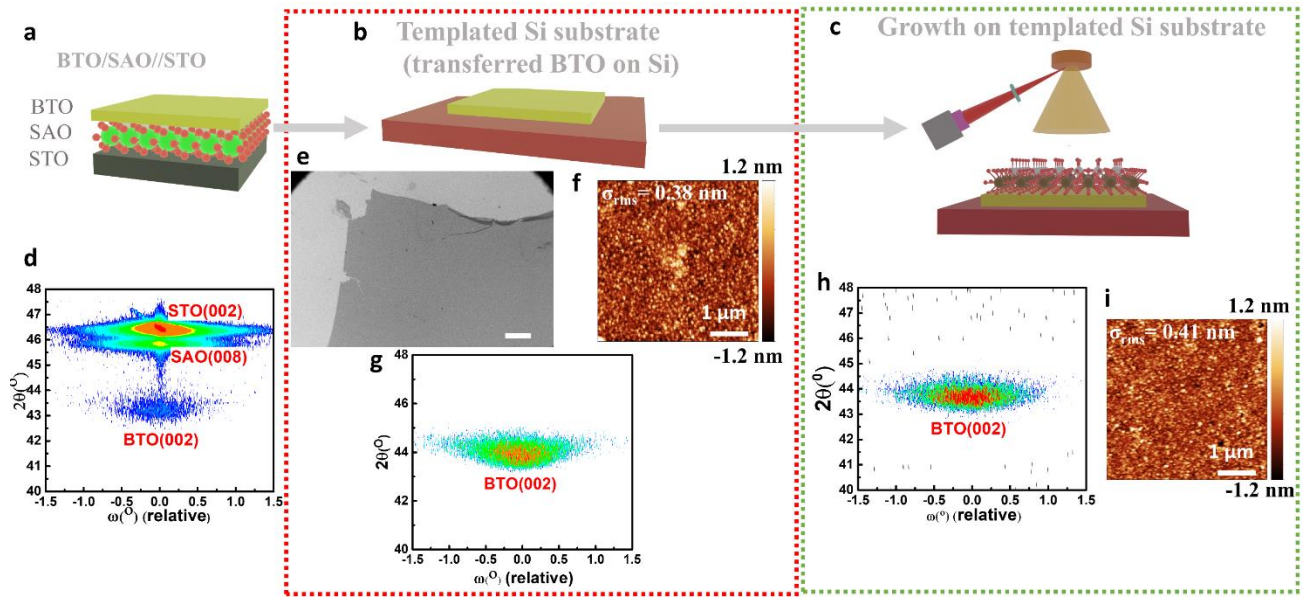 a
BTO/SAO//STO
BTO
SAO
STO
b
Templated Si substrate
(transferred BTO on Si)
c
Growth on templated Si substrate
d
48
47
46
45
44
43
42
41
40
2θ(°)
STO(002)
SAO(008)
BTO(002)
-1.5 -1.0 -0.5 0.0 0.5 1.0 1.5
ω(°) (relative)
e
f
σrms= 0.38 nm
1 μm
1.2 nm
-1.2 nm
g
48
46
44
42
40
2θ(°)
BTO(002)
-1.5 -1.0 -0.5 0.0 0.5 1.0 1.5
ω(°) (relative)
h
48
47
46
45
44
43
42
41
40
2θ(°)
BTO(002)
-1.5 -1.0 -0.5 0.0 0.5 1.0 1.5
ω(°) (relative)
i
σrms = 0.41 nm
1 μm
1.2 nm
-1.2 nm